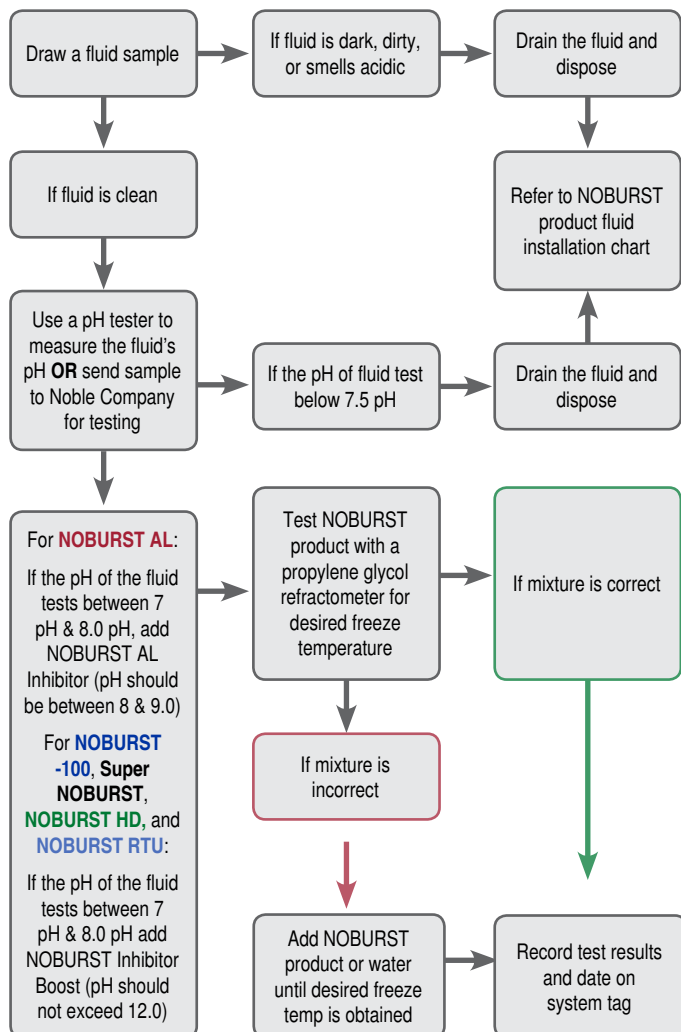 Draw a fluid sample
If fluid is dark, dirty,
or smells acidic
Drain the fluid and
dispose
If fluid is clean
Refer to NOBURST
product fluid
installation chart
Use a pH tester to
measure the fluid's
pH OR send sample
to Noble Company
for testing
If the pH of fluid test
below 7.5 pH
Drain the fluid and
dispose
For NOBURST AL:
If the pH of the fluid
tests between 7
pH & 8.0 pH, add
NOBURST AL
Inhibitor (pH should
be between 8 & 9.0)
For NOBURST
-100, Super
NOBURST,
NOBURST HD, and
NOBURST RTU:
If the pH of the fluid
tests between 7
pH & 8.0 pH add
NOBURST Inhibitor
Boost (pH should
not exceed 12.0)
Test NOBURST
product with a
propylene glycol
refractometer for
desired freeze
temperature
If mixture is correct
If mixture is
incorrect
Add NOBURST
product or water
until desired freeze
temp is obtained
Record test results
and date on
system tag